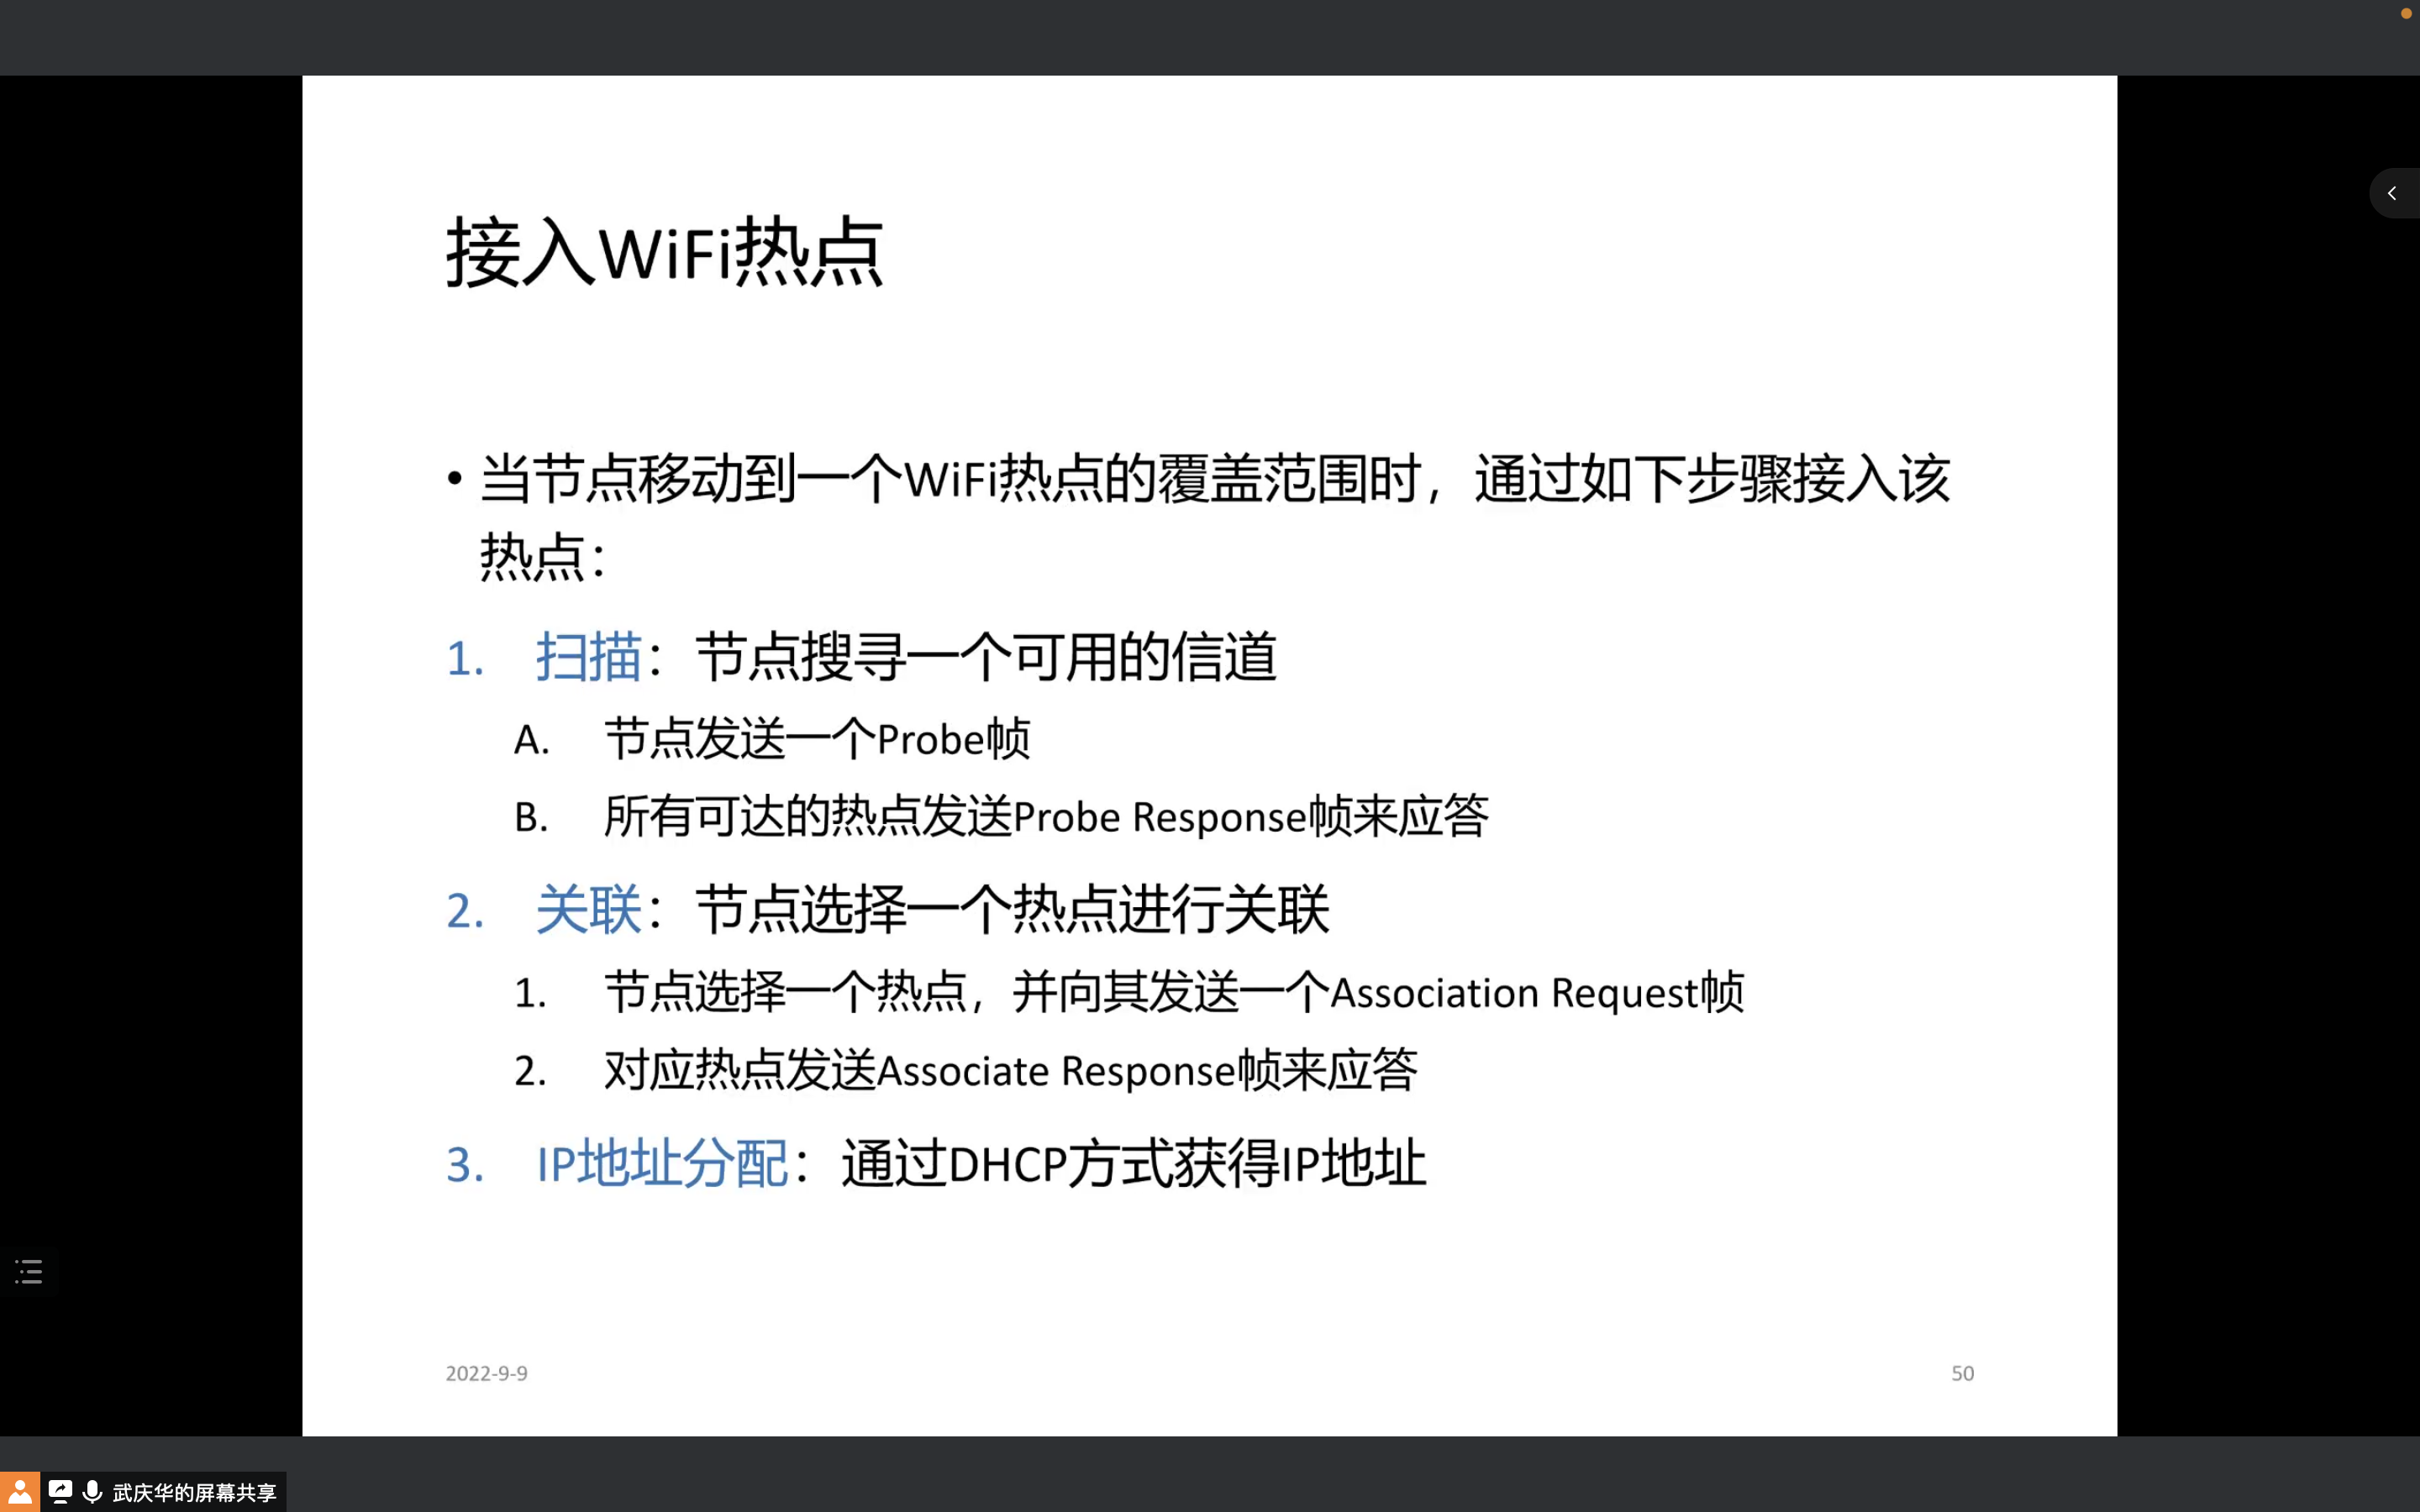 接入WiFi热点
• 当节点移动到一个WiFi热点的覆盖范围时，通过如下步骤接入该
热点：
1. 扫描：节点搜寻一个可用的信道
A. 节点发送一个Probe帧
B. 所有可达的热点发送Probe Response帧来应答
2. 关联：节点选择一个热点进行关联
1. 节点选择一个热点，并向其发送一个Association Request帧
2. 对应热点发送Associate Response帧来应答
3. IP地址分配：通过DHCP方式获得IP地址
2022-9-9
50
武庆华的屏幕共享